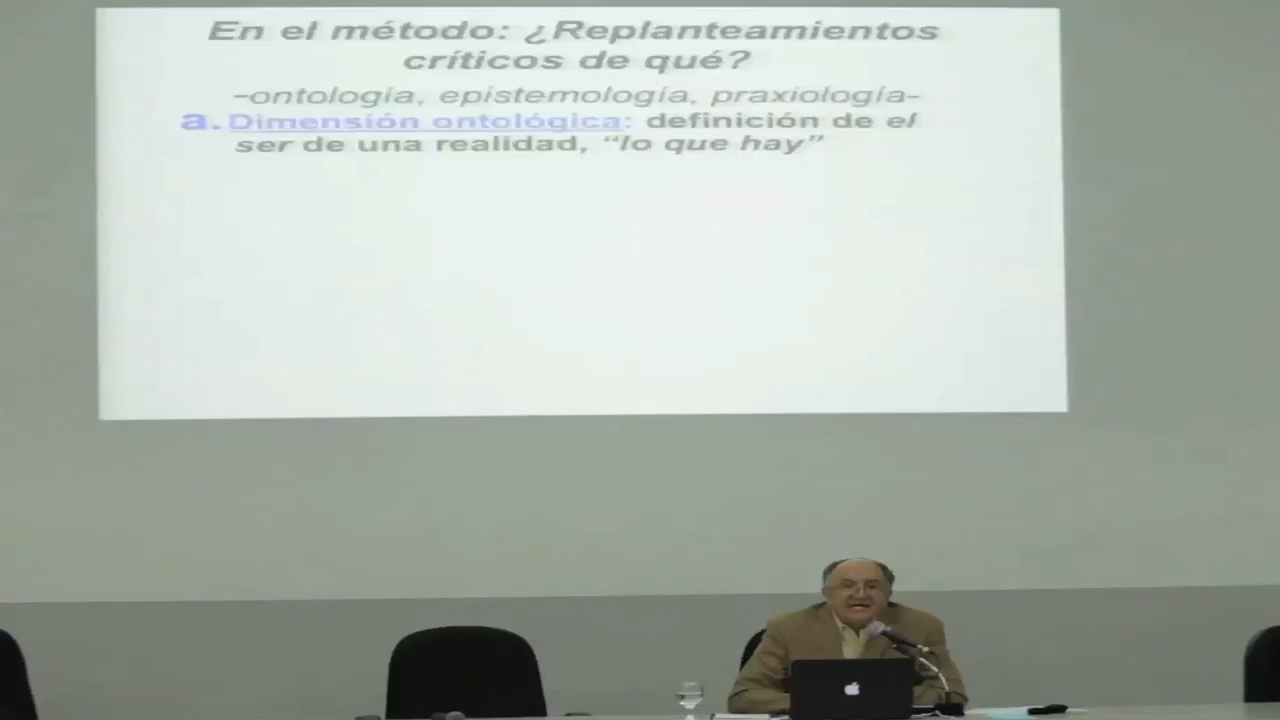 En el método: ¿Replanteamientos
críticos de qué?
-ontología, epistemología, praxiología-
a. Dimensión ontológica: definición de el
ser de una realidad, “lo que hay”